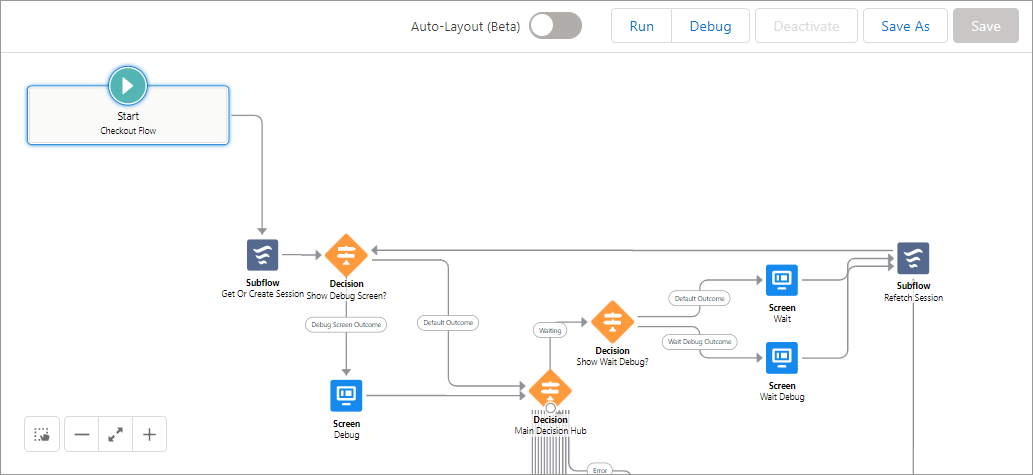 Auto-Layout (Beta)
Run
Debug
Deactivate
Save As
Save
Start
Checkout Flow
Subflow
Get Or Create Session
Decision
Show Debug Screen?
Debug Screen Outcome
Default Outcome
Screen
Debug
Decision
Main Decision Hub
Waiting
Error
Decision
Show Wait Debug?
Default Outcome
Wait Debug Outcome
Screen
Wait
Screen
Wait Debug
Subflow
Refetch Session